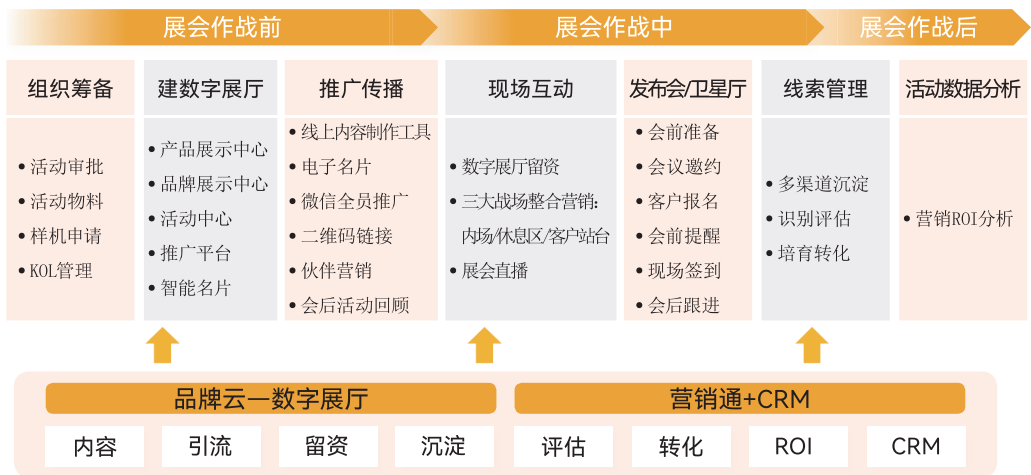 展会作战前
展会作战中
展会作战后
组织筹备
• 活动审批
• 活动物料
• 样机申请
• KOL管理
建数字展厅
• 产品展示中心
• 品牌展示中心
• 活动中心
• 推广平台
• 智能名片
推广传播
• 线上内容制作工具
• 电子名片
• 微信全员推广
• 二维码链接
• 伙伴营销
• 会后活动回顾
现场互动
• 数字展厅留资
• 三大战场整合营销：
内场/休息区/客户站台
• 展会直播
发布会/卫星厅
• 会前准备
• 会议邀约
• 客户报名
• 会前提醒
• 现场签到
• 会后跟进
线索管理
• 多渠道沉淀
• 识别评估
• 培育转化
活动数据分析
• 营销ROI分析
品牌云一数字展厅
内容
引流
留资
沉淀
营销通+CRM
评估
转化
ROI
CRM